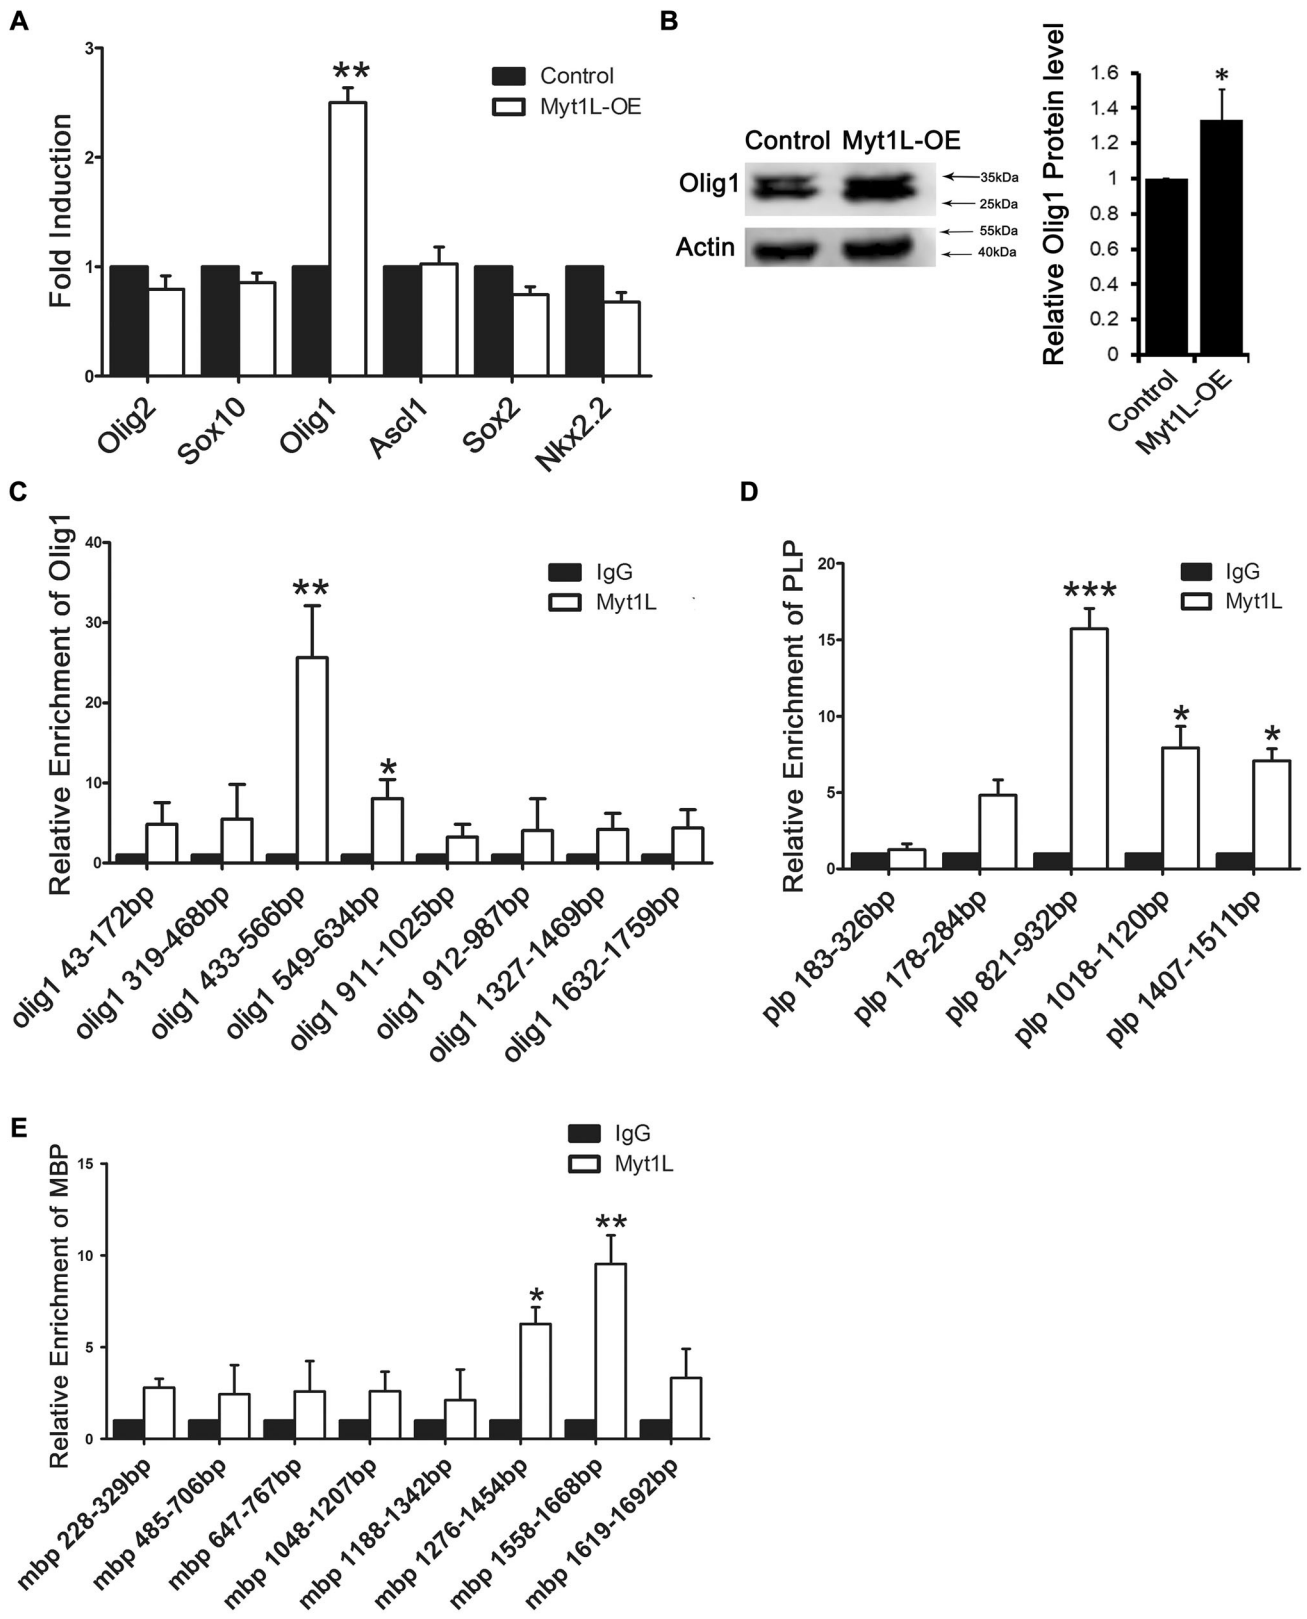 A
Fold Induction
3
2
1
0
**
Control
Myt1L-OE
Olig2
Sox10
Olig1
Ascl1
Sox2
Nkx2.2
B
Control Myt1L-OE
Olig1
35kDa
25kDa
Actin
55kDa
40kDa
Relative Olig1 Protein level
1.6
1.4
1.2
1
0.8
0.6
0.4
0.2
0
*
Control
Myt1L-OE
C
Relative Enrichment of Olig1
40
30
20
10
0
**
*
IgG
Myt1L
olig1 43-172bp
olig1 319-468bp
olig1 433-566bp
olig1 549-634bp
olig1 911-1025bp
olig1 912-987bp
olig1 1327-1469bp
olig1 1632-1759bp
D
Relative Enrichment of PLP
20
15
10
5
0
***
*
*
IgG
Myt1L
plp 183-326bp
plp 178-284bp
plp 821-932bp
plp 1018-1120bp
plp 1407-1511bp
E
Relative Enrichment of MBP
15
10
5
0
*
**
IgG
Myt1L
mbp 228-329bp
mbp 485-706bp
mbp 647-767bp
mbp 1048-1207bp
mbp 1188-1342bp
mbp 1276-1454bp
mbp 1558-1668bp
mbp 1619-1692bp